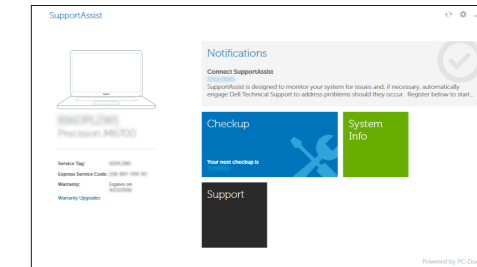 SupportAssist
Notifications
Connect SupportAssist
SupportAssist is designed to monitor your system for issues and, if necessary, automatically
engage Dell Technical Support to address problems should they occur. Register below to start...
Precision M6700
Checkup
System
Info
Your next checkup is
Service Tag:
Express Service Code:
Warranty: Expires on
Warranty Upgrades
Support
Powered by PC-Do